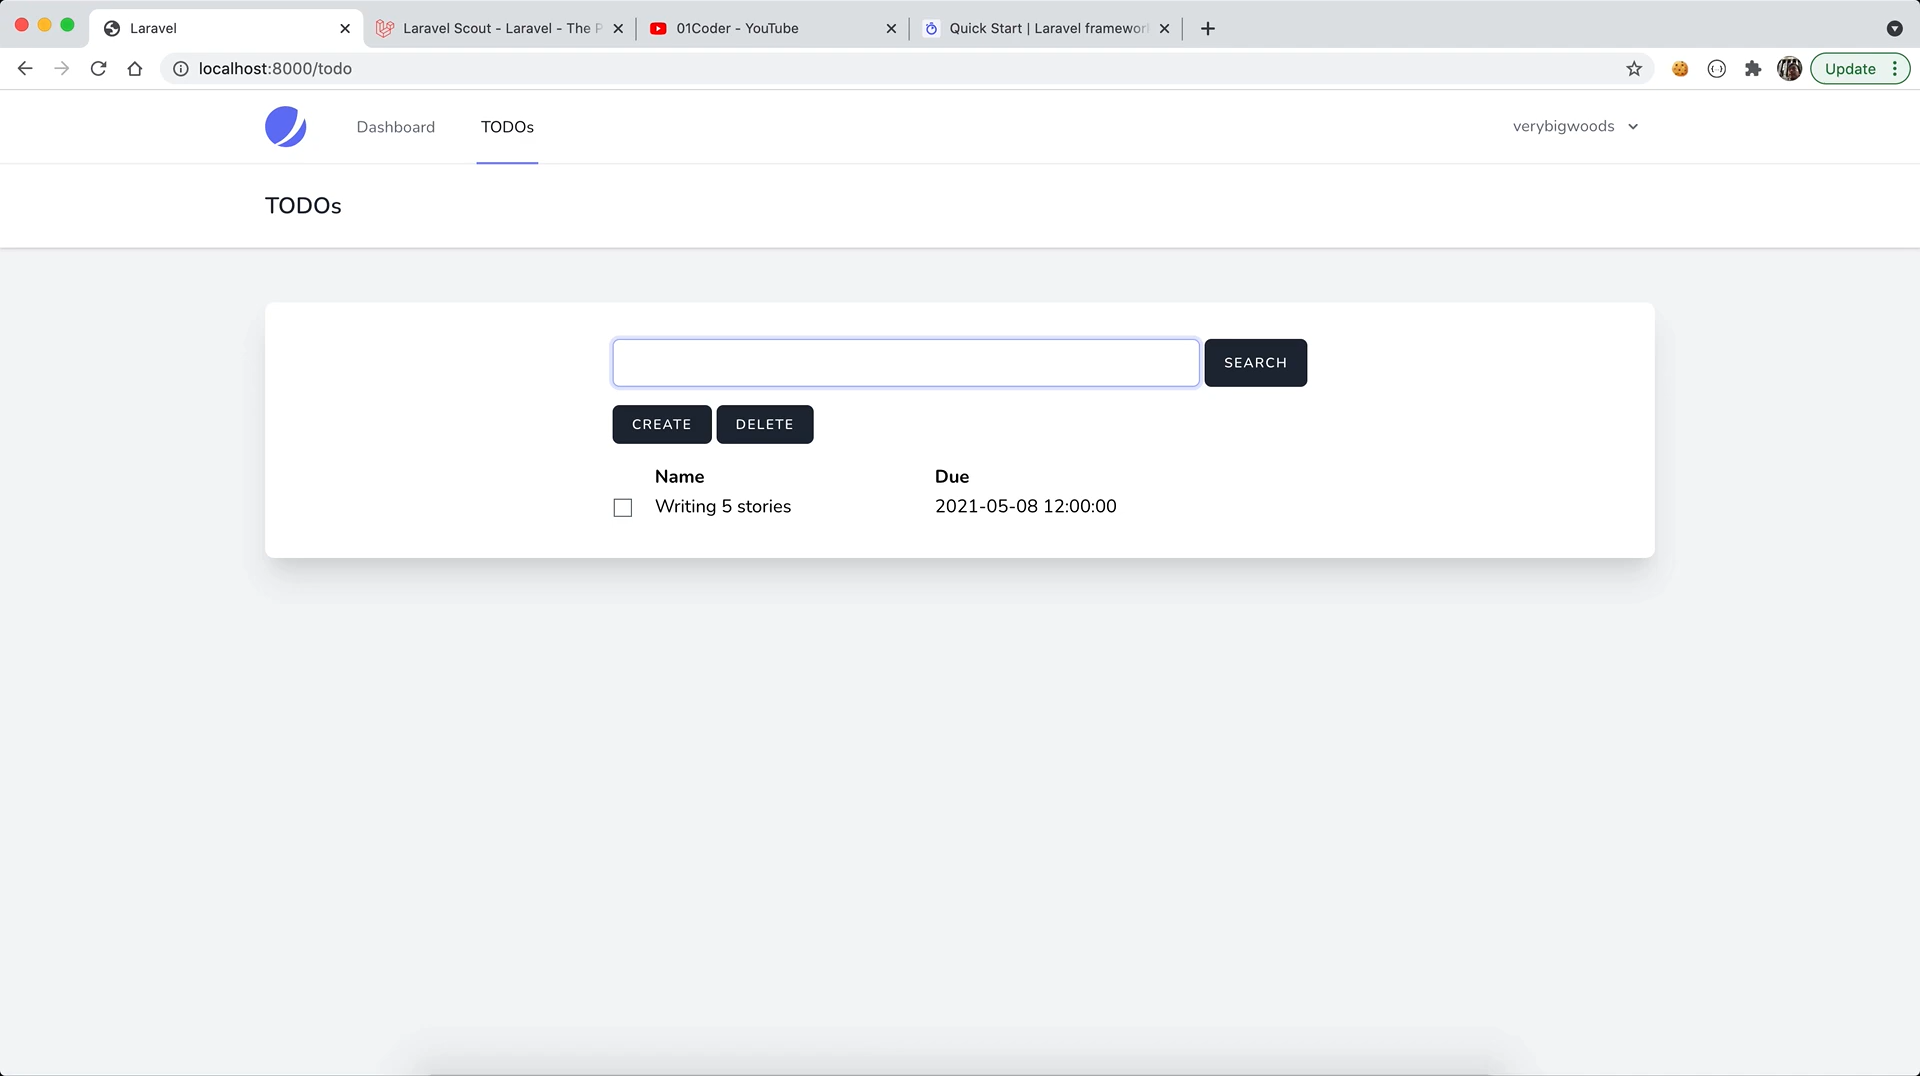 Laravel
Laravel Scout - Laravel - The P
01Coder - YouTube
Quick Start | Laravel framework
localhost:8000/todo
Update
Dashboard
TODOs
verybigwoods
TODOs
SEARCH
CREATE
DELETE
Name
Due
Writing 5 stories
2021-05-08 12:00:00